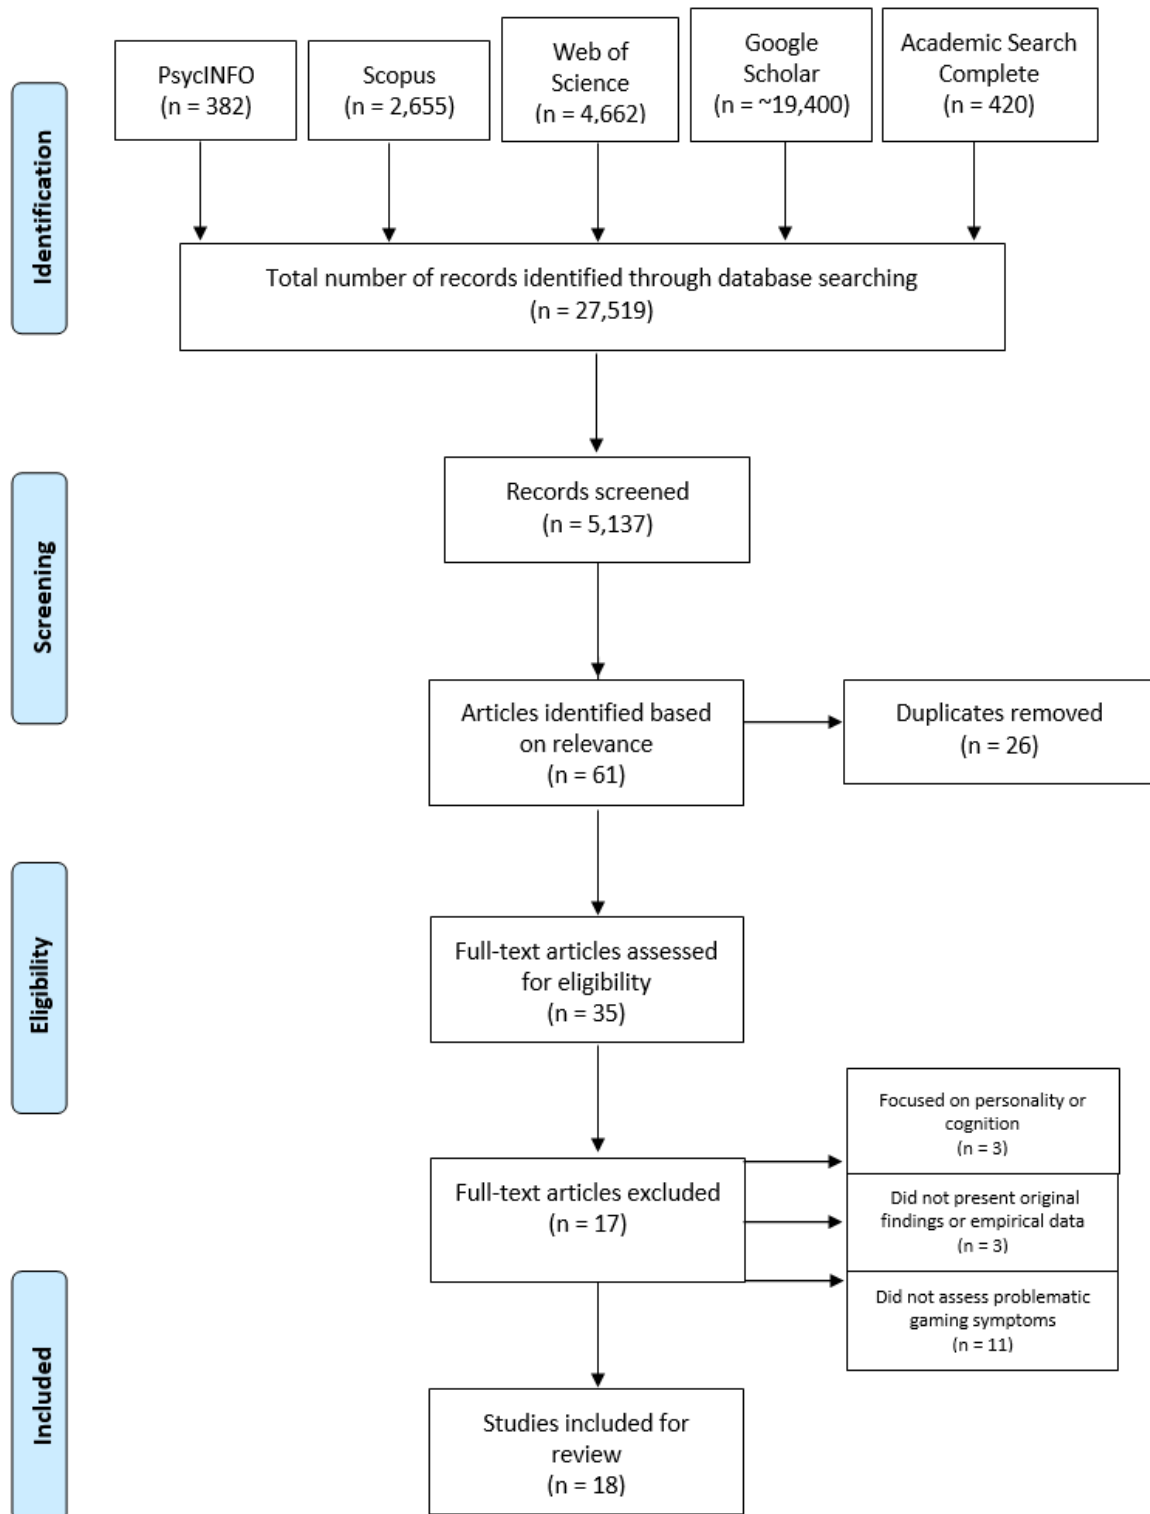 PsycINFO
(n = 382)
Scopus
(n = 2,655)
Web of
Science
(n = 4,662)
Google
Scholar
(n = ~19,400)
Academic Search
Complete
(n = 420)
Identification
Total number of records identified through database searching
(n = 27,519)
Screening
Records screened
(n = 5,137)
Articles identified based
on relevance
(n = 61)
Duplicates removed
(n = 26)
Eligibility
Full-text articles assessed
for eligibility
(n = 35)
Full-text articles excluded
(n = 17)
Focused on personality or
cognition
(n = 3)
Did not present original
findings or empirical data
(n = 3)
Did not assess problematic
gaming symptoms
(n = 11)
Included
Studies included for
review
(n = 18)